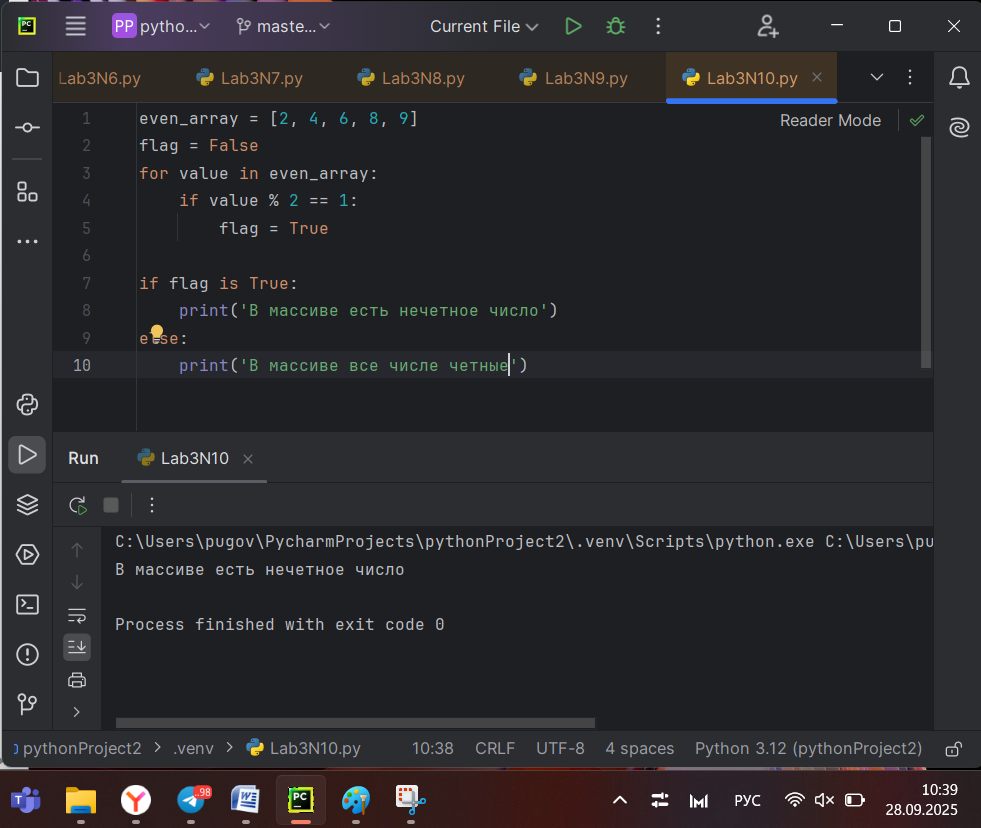 PC
PP pytho...
maste...
Current File
Lab3N6.py
Lab3N7.py
Lab3N8.py
Lab3N9.py
Lab3N10.py
Reader Mode
1 even_array = [2, 4, 6, 8, 9]
2 flag = False
3 for value in even_array:
4 if value % 2 == 1:
5 flag = True
6
7 if flag is True:
8 print('В массиве есть нечетное число')
9 else:
10 print('В массиве все числе четные')
Run
Lab3N10
C:\Users\pugov\PycharmProjects\pythonProject2\.venv\Scripts\python.exe C:\Users\pu
В массиве есть нечетное число
Process finished with exit code 0
pythonProject2 > .venv > Lab3N10.py
10:38 CRLF UTF-8 4 spaces Python 3.12 (pythonProject2)
.98
PC
РУС
10:39
28.09.2025